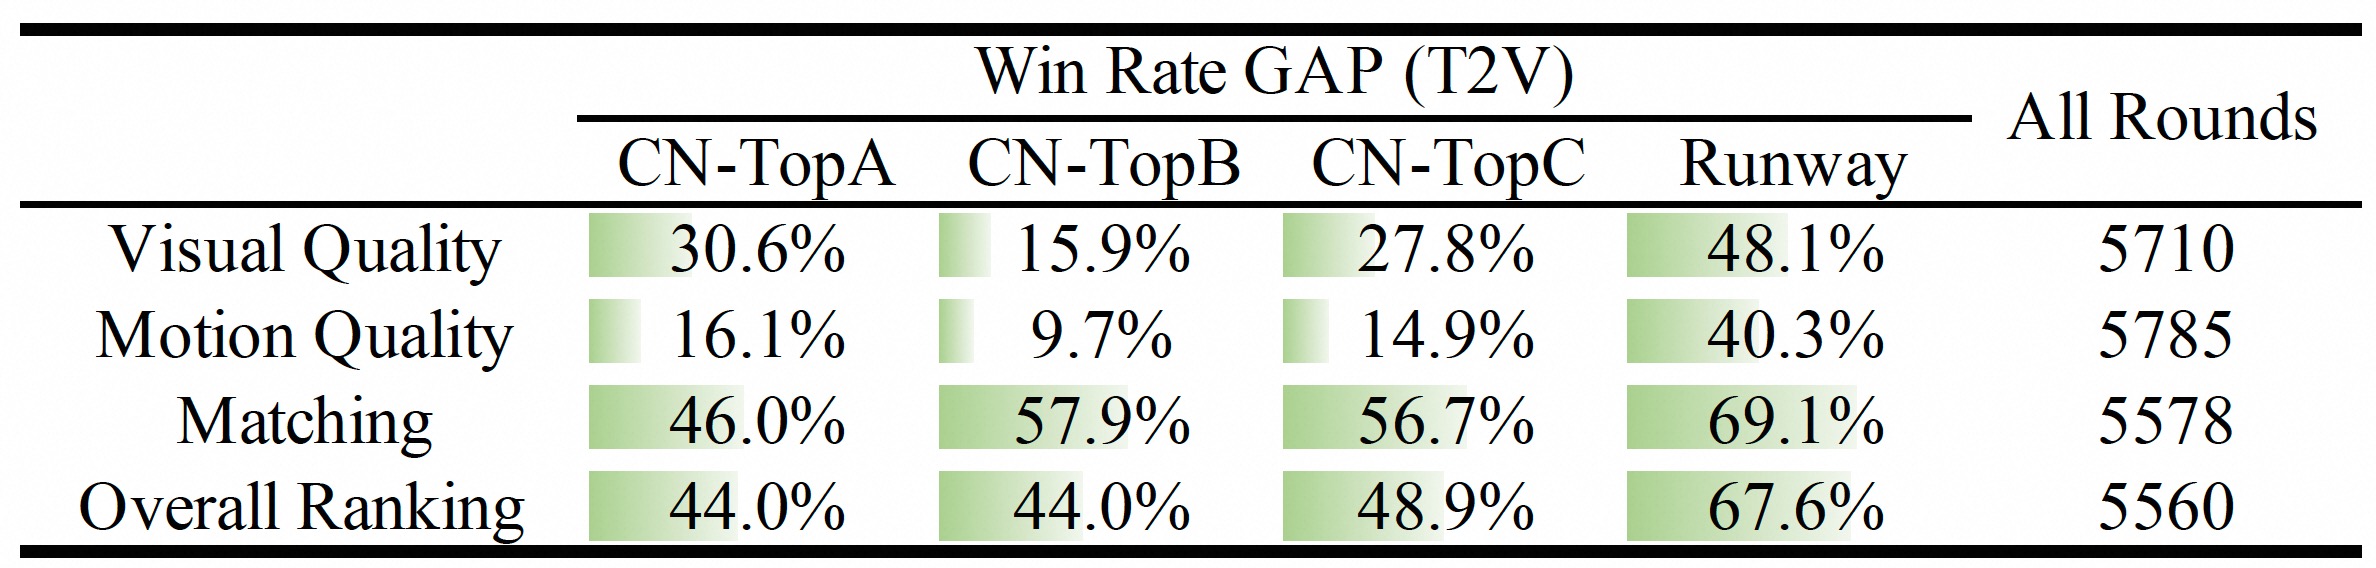 Win Rate GAP (T2V)
All Rounds
CN-TopA CN-TopB CN-TopC Runway
Visual Quality 30.6% 15.9% 27.8% 48.1% 5710
Motion Quality 16.1% 9.7% 14.9% 40.3% 5785
Matching 46.0% 57.9% 56.7% 69.1% 5578
Overall Ranking 44.0% 44.0% 48.9% 67.6% 5560